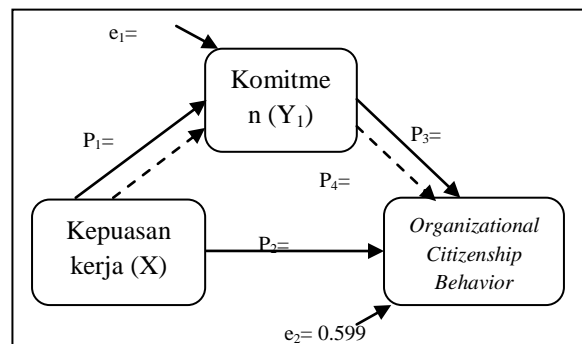 e₁=
Komitme
n (Y₁)
P₁=
P₃=
P₄=
Kepuasan
kerja (X)
P₂=
Organizational
Citizenship
Behavior
e₂= 0.599